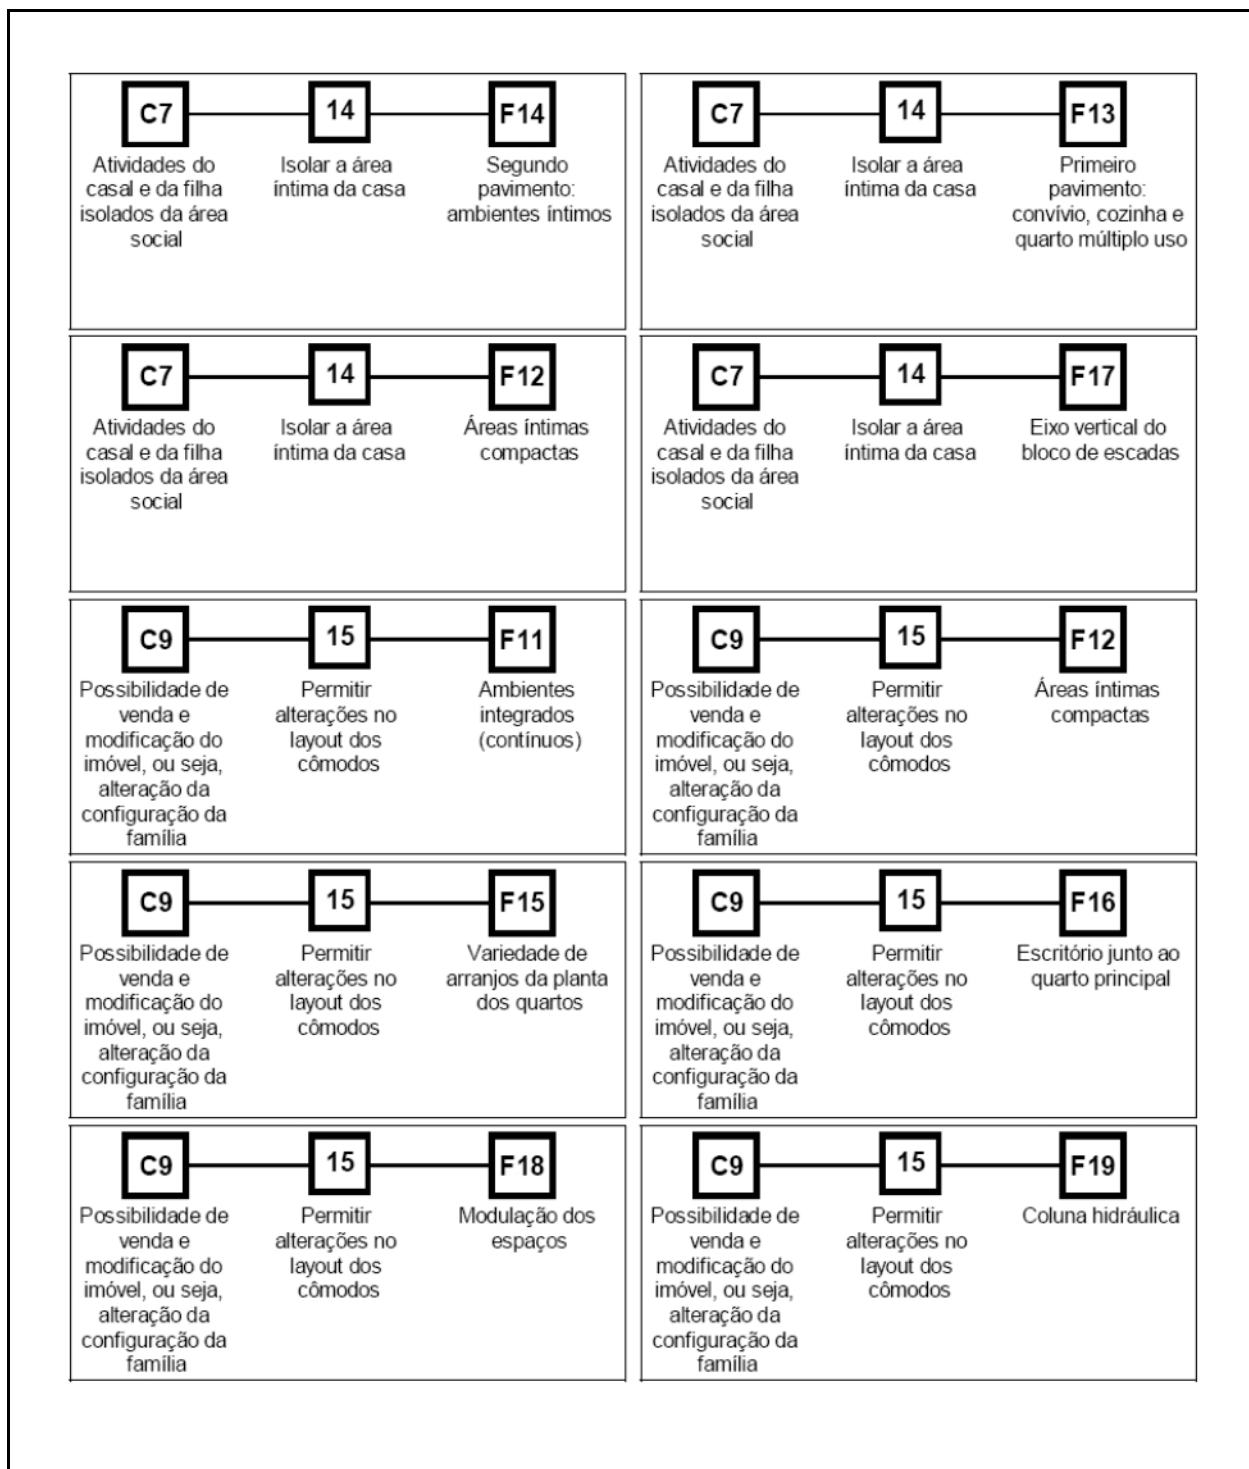 C7
14
F14
Atividades do
casal e da filha
isolados da área
social
Isolar a área
íntima da casa
Segundo
pavimento:
ambientes íntimos
C7
14
F13
Atividades do
casal e da filha
isolados da área
social
Isolar a área
íntima da casa
Primeiro
pavimento:
convívio, cozinha e
quarto múltiplo uso
C7
14
F12
Atividades do
casal e da filha
isolados da área
social
Isolar a área
íntima da casa
Áreas íntimas
compactas
C7
14
F17
Atividades do
casal e da filha
isolados da área
social
Isolar a área
íntima da casa
Eixo vertical do
bloco de escadas
C9
15
F11
Possibilidade de
venda e
modificação do
imóvel, ou seja,
alteração da
configuração da
família
Permitir
alterações no
layout dos
cômodos
Ambientes
integrados
(contínuos)
C9
15
F12
Possibilidade de
venda e
modificação do
imóvel, ou seja,
alteração da
configuração da
família
Permitir
alterações no
layout dos
cômodos
Áreas íntimas
compactas
C9
15
F15
Possibilidade de
venda e
modificação do
imóvel, ou seja,
alteração da
configuração da
família
Permitir
alterações no
layout dos
cômodos
Variedade de
arranjos da planta
dos quartos
C9
15
F16
Possibilidade de
venda e
modificação do
imóvel, ou seja,
alteração da
configuração da
família
Permitir
alterações no
layout dos
cômodos
Escritório junto ao
quarto principal
C9
15
F18
Possibilidade de
venda e
modificação do
imóvel, ou seja,
alteração da
configuração da
família
Permitir
alterações no
layout dos
cômodos
Modulação dos
espaços
C9
15
F19
Possibilidade de
venda e
modificação do
imóvel, ou seja,
alteração da
configuração da
família
Permitir
alterações no
layout dos
cômodos
Coluna hidráulica